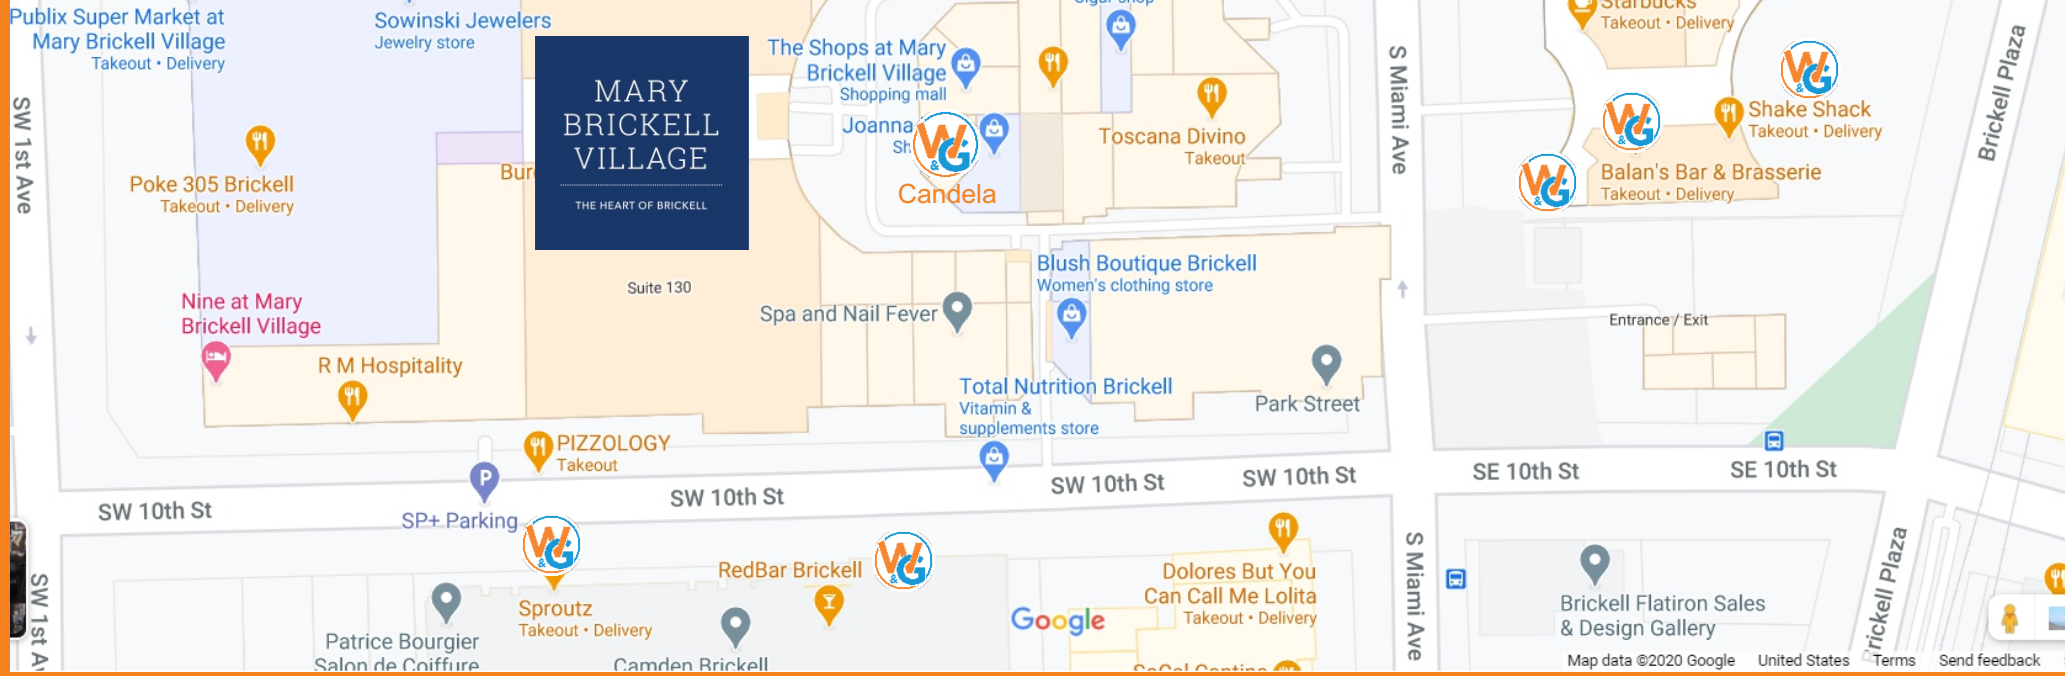 Publix Super Market at
Mary Brickell Village
Takeout • Delivery
Sowinski Jewelers
Jewelry store
MARY
BRICKELL
VILLAGE
THE HEART OF BRICKELL
The Shops at Mary
Brickell Village
Shopping mall
Joanna
Sh
W&G
Candela
Cigar shop
Toscana Divino
Takeout
S Miami Ave
Starbucks
Takeout • Delivery
W&G
W&G
W&G
Shake Shack
Takeout • Delivery
Balan's Bar & Brasserie
Takeout • Delivery
Brickell Plaza
SW 1st Ave
Poke 305 Brickell
Takeout • Delivery
Bur
Suite 130
Nine at Mary
Brickell Village
R M Hospitality
Spa and Nail Fever
Blush Boutique Brickell
Women's clothing store
Total Nutrition Brickell
Vitamin &
supplements store
Park Street
Entrance / Exit
PIZZOLOGY
Takeout
P
SP+ Parking
SW 10th St
SW 10th St
SW 10th St
SW 10th St
SE 10th St
SE 10th St
W&G
W&G
SW 1st Av
Patrice Bourgier
Salon de Coiffure
Sproutz
Takeout • Delivery
RedBar Brickell
Camden Brickell
Google
Dolores But You
Can Call Me Lolita
Takeout • Delivery
SoCal Cantina
S Miami Ave
Brickell Flatiron Sales
& Design Gallery
Brickell Plaza
Map data ©2020 Google
United States
Terms
Send feedback